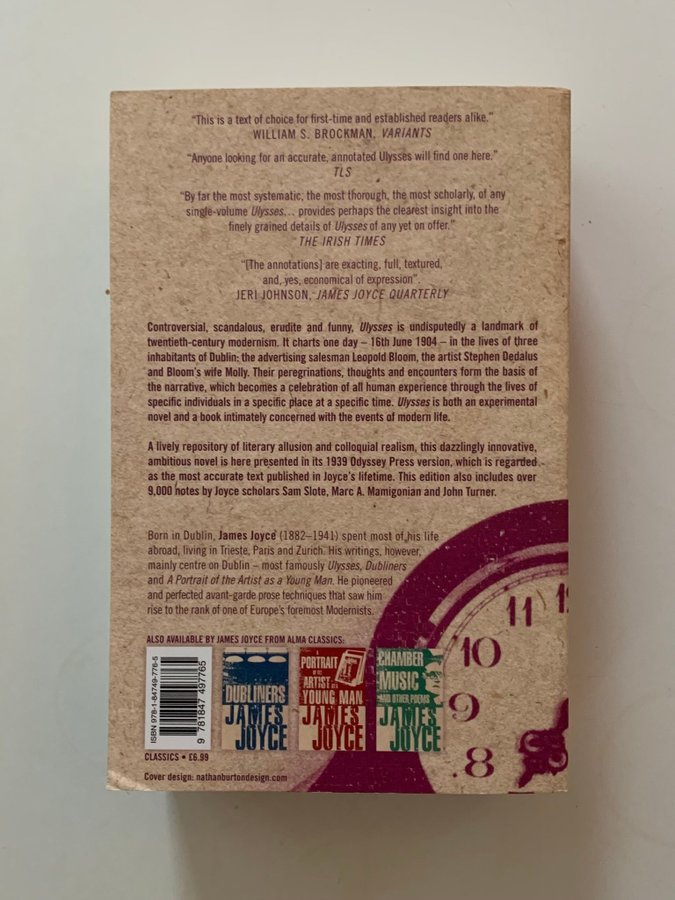 “This is a text of choice for first-time and established readers alike.”
WILLIAM S. BROCKMAN, VARIANTS
“Anyone looking for an accurate, annotated Ulysses will find one here.”
TLS
“By far the most systematic, the most thorough, the most scholarly, of any
single-volume Ulysses... provides perhaps the clearest insight into the
finely grained details of Ulysses of any yet on offer.”
THE IRISH TIMES
“[The annotations] are exacting, full, textured,
and, yes, economical of expression”.
JERI JOHNSON, JAMES JOYCE QUARTERLY
Controversial, scandalous, erudite and funny, Ulysses is undisputedly a landmark of
twentieth-century modernism. It charts one day – 16th June 1904 – in the lives of three
inhabitants of Dublin: the advertising salesman Leopold Bloom, the artist Stephen Dedalus
and Bloom's wife Molly. Their peregrinations, thoughts and encounters form the basis of
the narrative, which becomes a celebration of all human experience through the lives of
specific individuals in a specific place at a specific time. Ulysses is both an experimental
novel and a book intimately concerned with the events of modern life.
A lively repository of literary allusion and colloquial realism, this dazzlingly innovative,
ambitious novel is here presented in its 1939 Odyssey Press version, which is regarded
as the most accurate text published in Joyce's lifetime. This edition also includes over
9,000 notes by Joyce scholars Sam Slote, Marc A. Mamigonian and John Turner.
Born in Dublin, James Joyce (1882–1941) spent most of his life
abroad, living in Trieste, Paris and Zurich. His writings, however,
mainly centre on Dublin – most famously Ulysses, Dubliners
and A Portrait of the Artist as a Young Man. He pioneered
and perfected avant-garde prose techniques that saw him
rise to the rank of one of Europe's foremost Modernists.
ALSO AVAILABLE BY JAMES JOYCE FROM ALMA CLASSICS:
ISBN 978-1-84749-776-5
9 781847 497765
DUBLINERS
JAMES
JOYCE
A
PORTRAIT
OF THE
ARTIST AS A
YOUNG MAN
JAMES
JOYCE
CHAMBER
MUSIC
AND OTHER POEMS
JAMES
JOYCE
CLASSICS • £6.99
Cover design: nathanburtondesign.com
11
10
9
8